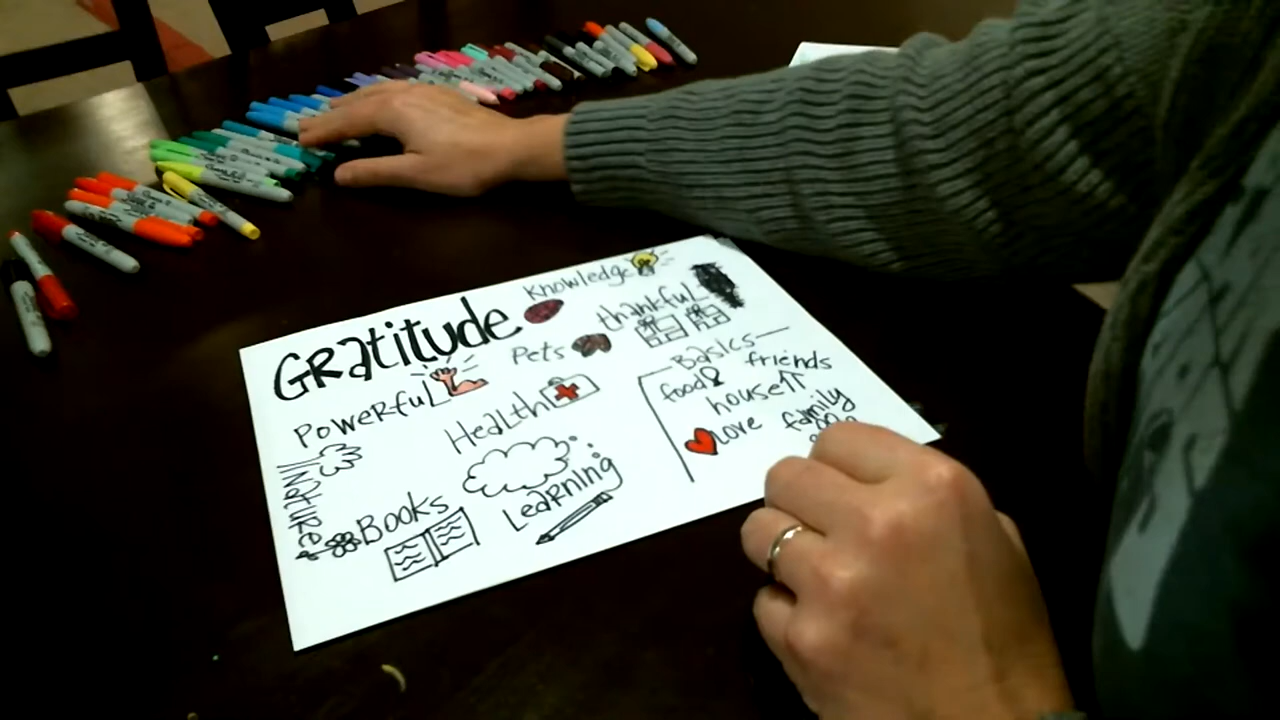 GRatitude
Knowledge
thankful
Pets
Powerful
Health
Basics
food
friends
house
Love
family
Learning
Books
Nature